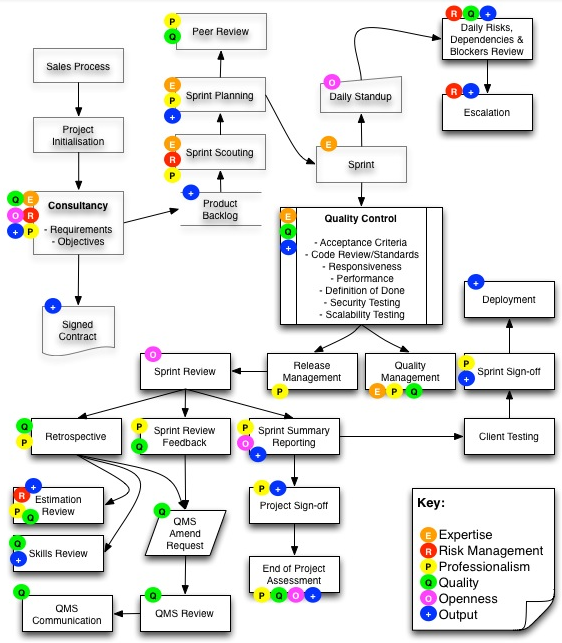 Sales Process
Project
Initialisation
Q E
O R
+ P
Consultancy
- Requirements
- Objectives
+
Signed
Contract
P
Q
Peer Review
E
P
+
Sprint Planning
E
R
P
Sprint Scouting
+
Product
Backlog
O
Daily Standup
E
Sprint
R Q +
Daily Risks,
Dependencies &
Blockers Review
R +
Escalation
E
Q
+
Quality Control
- Acceptance Criteria
- Code Review/Standards
- Responsiveness
- Performance
- Definition of Done
- Security Testing
- Scalability Testing
+
Deployment
O
Sprint Review
Release
Management
P
Quality
Management
E P Q
P
+
Sprint Sign-off
Q
P
Retrospective
P
Q
Sprint Review
Feedback
P
O
+
Sprint Summary
Reporting
Client Testing
R +
P Q
Estimation
Review
Q
+
Skills Review
Q
QMS
Amend
Request
P +
Project Sign-off
End of Project
Assessment
P Q O +
Q
QMS
Communication
Q
QMS Review
Key:
E Expertise
R Risk Management
P Professionalism
Q Quality
O Openness
+ Output